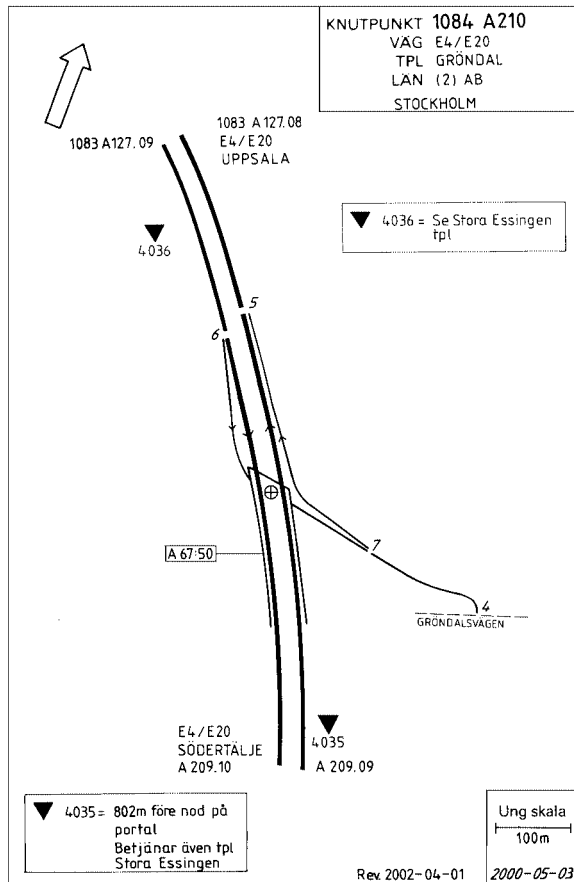 KNUTPUNKT 1084 A210
VÄG E4/E20
TPL GRÖNDAL
LÄN (2) AB
STOCKHOLM
1083 A127.08
E4/E20
UPPSALA
1083 A127.09
4036
4036 = Se Stora Essingen
tpl
5
6
A 67:50
7
4
GRÖNDALSVÄGEN
E4/E20
SÖDERTÄLJE
A 209.10
4035
A 209.09
4035 = 802m före nod på
portal
Betjänar även tpl
Stora Essingen
Ung skala
100m
Rev. 2002-04-01
2000-05-03